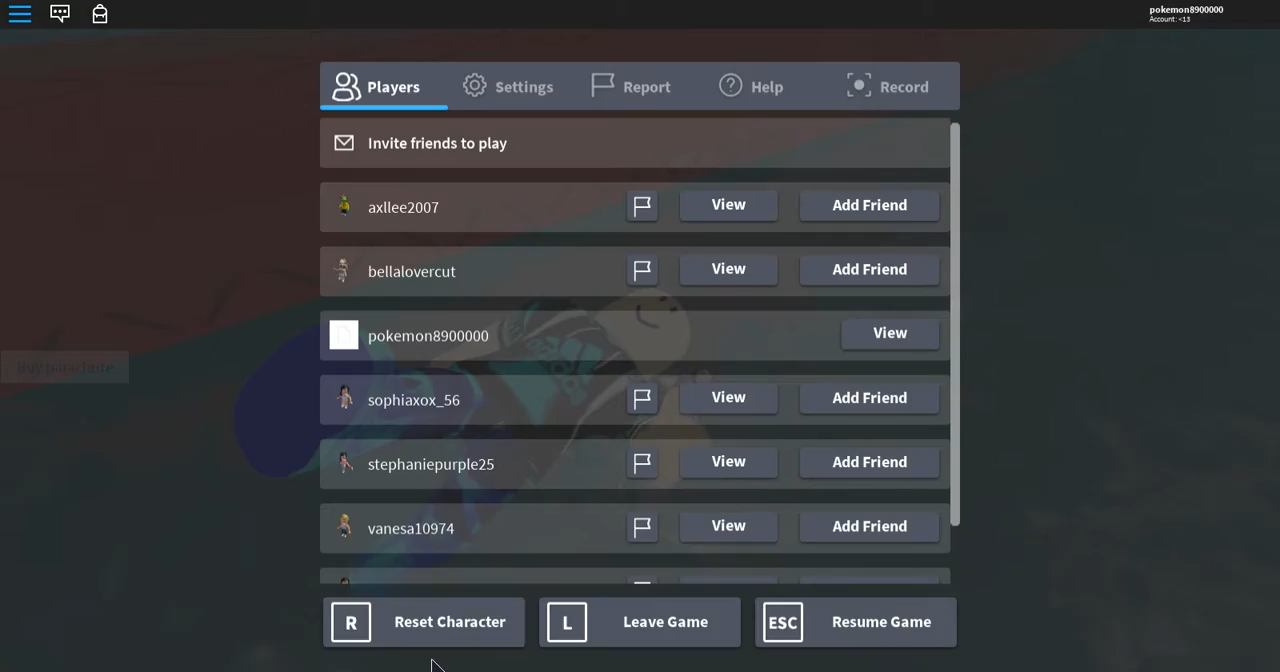 pokemon8900000
Account: <13
Players
Settings
Report
Help
Record
Invite friends to play
axllee2007
View
Add Friend
bellalovercut
View
Add Friend
pokemon8900000
View
Buy parachute
sophiaxox_56
View
Add Friend
stephaniepurple25
View
Add Friend
vanesa10974
View
Add Friend
R
Reset Character
L
Leave Game
ESC
Resume Game